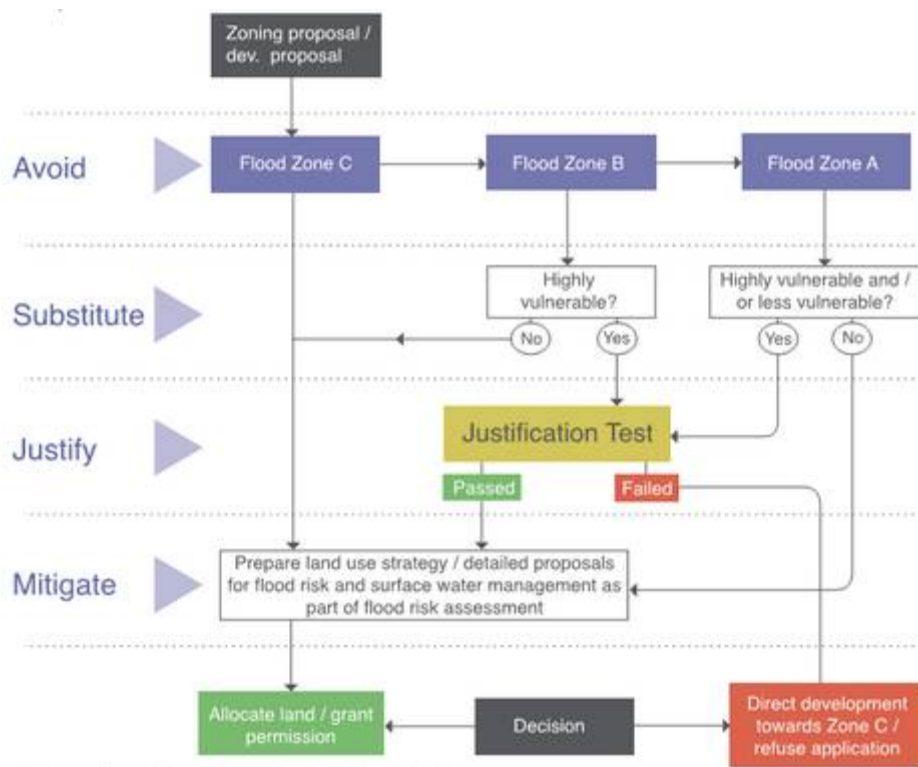 Zoning proposal /
dev. proposal
Avoid
Flood Zone C
Flood Zone B
Flood Zone A
Substitute
Highly
vulnerable?
Highly vulnerable and /
or less vulnerable?
No
Yes
Yes
No
Justify
Justification Test
Passed
Failed
Mitigate
Prepare land use strategy / detailed proposals
for flood risk and surface water management as
part of flood risk assessment
Allocate land / grant
permission
Decision
Direct development
towards Zone C /
refuse application